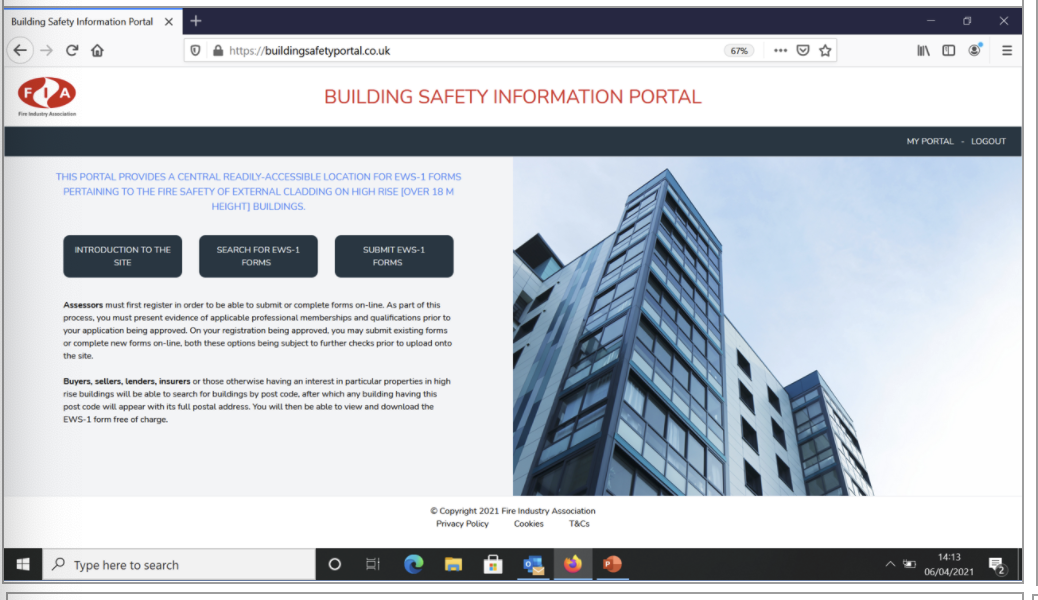 Building Safety Information Portal
https://buildingsafetyportal.co.uk
67%
FIA
Fire Industry Association
BUILDING SAFETY INFORMATION PORTAL
MY PORTAL - LOGOUT
THIS PORTAL PROVIDES A CENTRAL READILY-ACCESSIBLE LOCATION FOR EWS-1 FORMS
PERTAINING TO THE FIRE SAFETY OF EXTERNAL CLADDING ON HIGH RISE [OVER 18 M
HEIGHT] BUILDINGS.
INTRODUCTION TO THE
SITE
SEARCH FOR EWS-1
FORMS
SUBMIT EWS-1
FORMS
Assessors must first register in order to be able to submit or complete forms on-line. As part of this
process, you must present evidence of applicable professional memberships and qualifications prior to
your application being approved. On your registration being approved, you may submit existing forms
or complete new forms on-line, both these options being subject to further checks prior to upload onto
the site.
Buyers, sellers, lenders, insurers or those otherwise having an interest in particular properties in high
rise buildings will be able to search for buildings by post code, after which any building having this
post code will appear with its full postal address. You will then be able to view and download the
EWS-1 form free of charge.
© Copyright 2021 Fire Industry Association
Privacy Policy Cookies T&Cs
Type here to search
14:13
06/04/2021
2